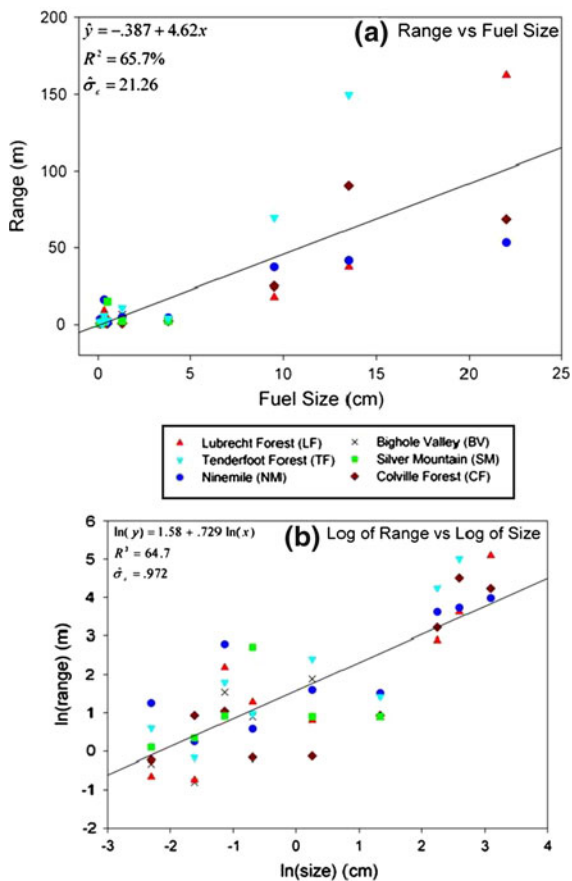 200
ŷ = -.387 + 4.62x
(a) Range vs Fuel Size
R² = 65.7%
σ̂ε = 21.26
150
100
50
0
Range (m)
0 5 10 15 20 25
Fuel Size (cm)
Lubrecht Forest (LF)
Bighole Valley (BV)
Tenderfoot Forest (TF)
Silver Mountain (SM)
Ninemile (NMI)
Colville Forest (CF)
6
ln(y) = 1.58 + .729 ln(x)
(b) Log of Range vs Log of Size
R³ = 64.7
σ̂ε = .972
5
4
3
2
1
0
-1
-2
ln(range) (m)
-3 -2 -1 0 1 2 3 4
ln(size) (cm)